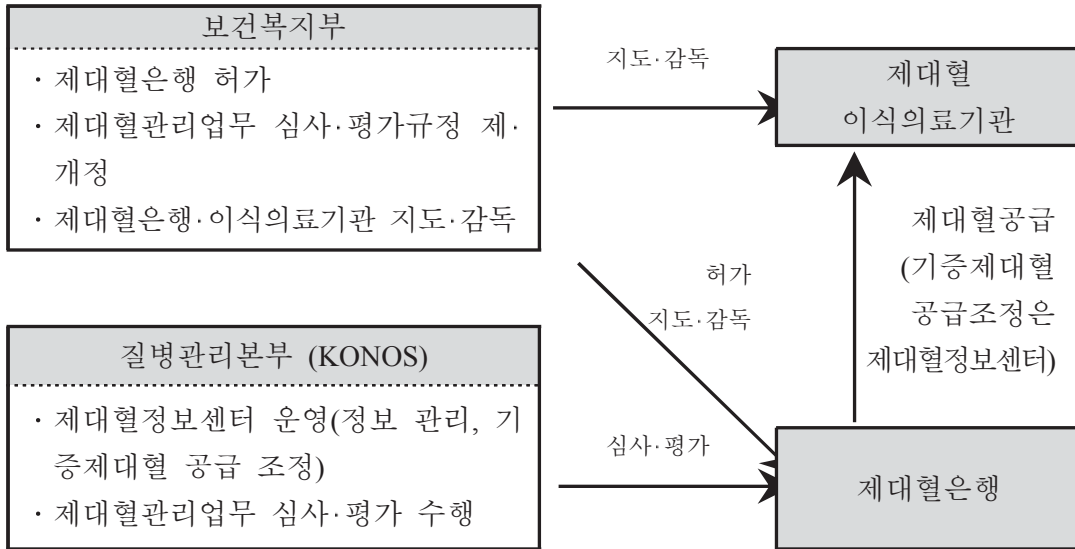 보건복지부
· 제대혈은행 허가
· 제대혈관리업무 심사·평가규정 제·
개정
· 제대혈은행·이식의료기관 지도·감독
지도·감독
제대혈
이식의료기관
허가
지도·감독
제대혈공급
(기증제대혈
공급조정은
제대혈정보센터)
질병관리본부 (KONOS)
· 제대혈정보센터 운영(정보 관리, 기
증제대혈 공급 조정)
· 제대혈관리업무 심사·평가 수행
심사·평가
제대혈은행